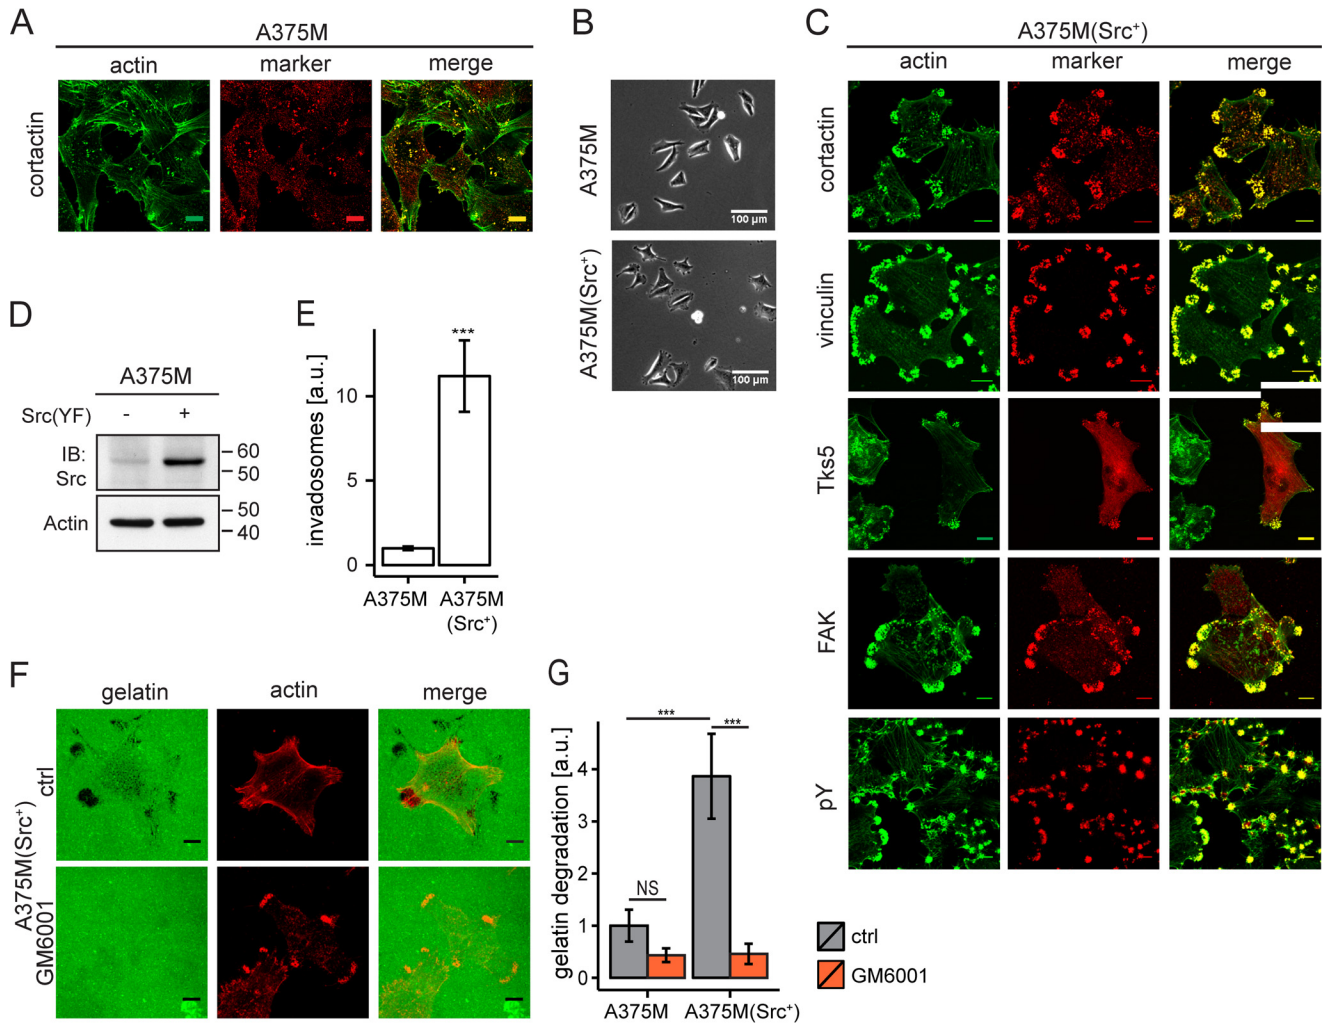 A
A375M
actin
marker
merge
cortactin
B
A375M
100 µm
A375M(Src⁺)
100 µm
C
A375M(Src⁺)
actin
marker
merge
cortactin
vinculin
Tks5
FAK
pY
D
A375M
Src(YF)
-
+
IB:
Src
60
50
Actin
50
40
E
invadosomes [a.u.]
10
5
0
***
A375M
A375M
(Src⁺)
F
gelatin
actin
merge
A375M(Src⁺)
ctrl
GM6001
G
gelatin degradation [a.u.]
4
3
2
1
0
***
***
NS
A375M
A375M(Src⁺)
ctrl
GM6001